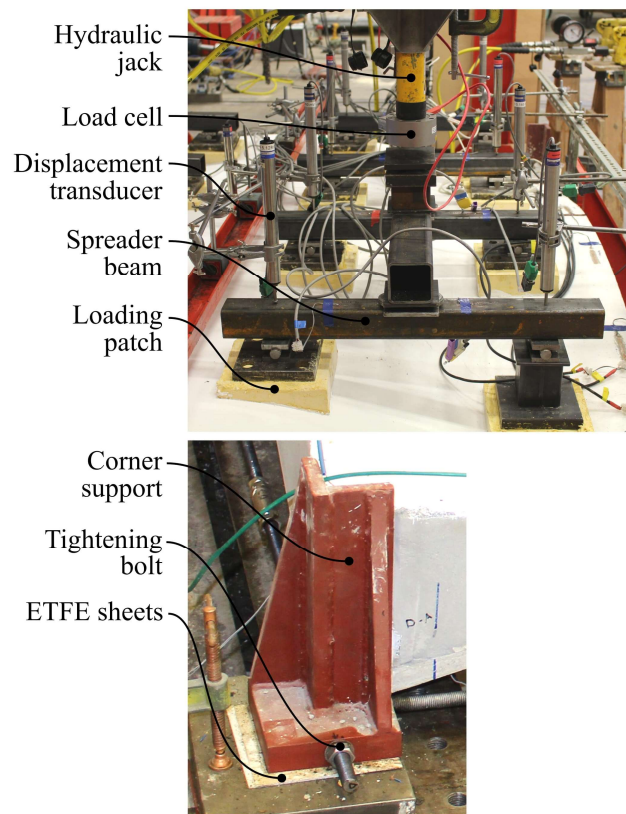 Hydraulic
jack
Load cell
Displacement
transducer
Spreader
beam
Loading
patch
Corner
support
Tightening
bolt
ETFE sheets
D-A